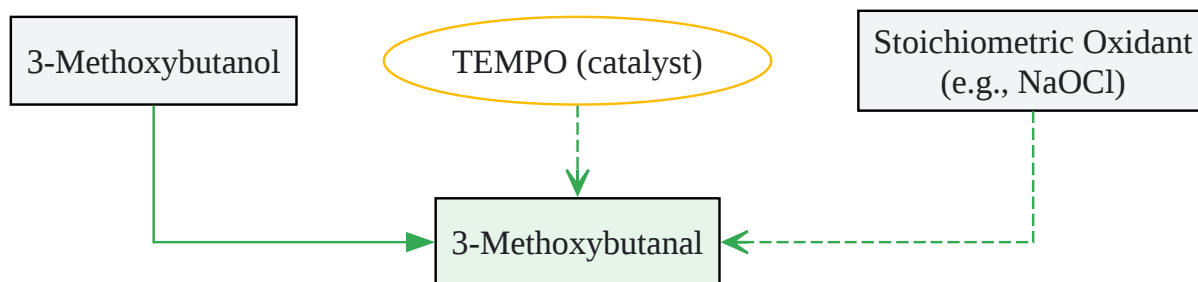 3-Methoxybutanol
TEMPO (catalyst)
Stoichiometric Oxidant
(e.g., NaOCl)
3-Methoxybutanal